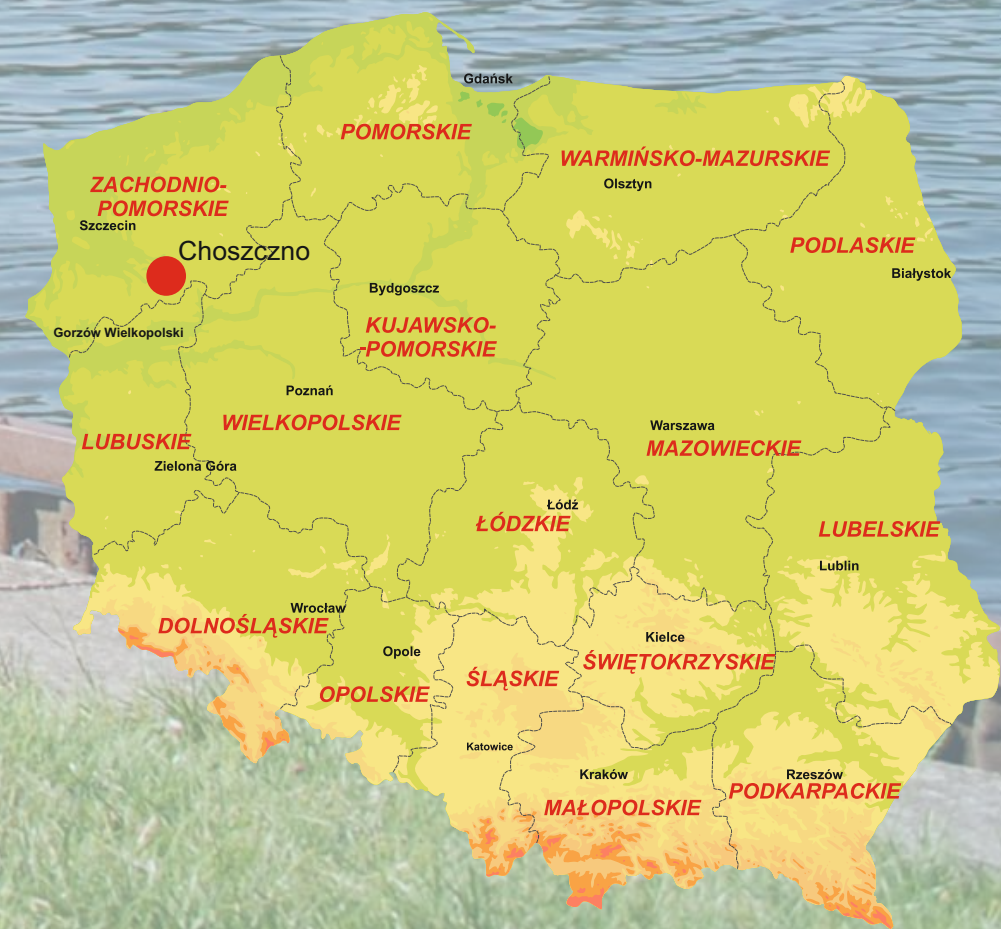 Gdańsk
POMORSKIE
WARMIŃSKO-MAZURSKIE
Olsztyn
ZACHODNIO-
POMORSKIE
Szczecin
Choszczno
PODLASKIE
Białystok
Bydgoszcz
KUJAWSKO-
-POMORSKIE
Gorzów Wielkopolski
Poznań
WIELKOPOLSKIE
Warszawa
MAZOWIECKIE
LUBUSKIE
Zielona Góra
Łódź
ŁÓDZKIE
LUBELSKIE
Lublin
Wrocław
DOLNOŚLĄSKIE
Opole
OPOLSKIE
ŚLĄSKIE
Kielce
ŚWIĘTOKRZYSKIE
Katowice
Kraków
MAŁOPOLSKIE
Rzeszów
PODKARPACKIE